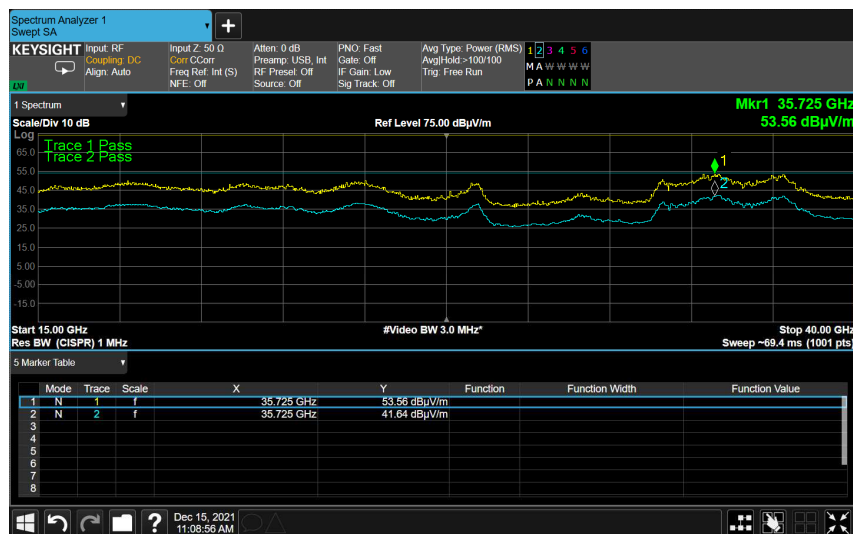 Spectrum Analyzer 1
Swept SA
KEYSIGHT
Input: RF
Coupling: DC
Align: Auto
Input Z: 50 Ω
Corr CCorr
Freq Ref: Int (S)
NFE: Off
Atten: 0 dB
Preamp: USB, Int
RF Presel: Off
Source: Off
PNO: Fast
Gate: Off
IF Gain: Low
Sig Track: Off
Avg Type: Power (RMS)
Avg|Hold:>100/100
Trig: Free Run
1 2 3 4 5 6
M A W W W W
P A N N N N
LXI
1 Spectrum
Scale/Div 10 dB
Ref Level 75.00 dBµV/m
Mkr1 35.725 GHz
53.56 dBµV/m
Log
Trace 1 Pass
Trace 2 Pass
65.0
55.0
45.0
35.0
25.0
15.0
5.00
-5.00
-15.0
1
2
Start 15.00 GHz
#Video BW 3.0 MHz*
Stop 40.00 GHz
Res BW (CISPR) 1 MHz
Sweep ~69.4 ms (1001 pts)
5 Marker Table
Mode Trace Scale X Y Function Function Width Function Value
1 N 1 f 35.725 GHz 53.56 dBµV/m
2 N 2 f 35.725 GHz 41.64 dBµV/m
3
4
5
6
7
8
?
Dec 15, 2021
11:08:56 AM